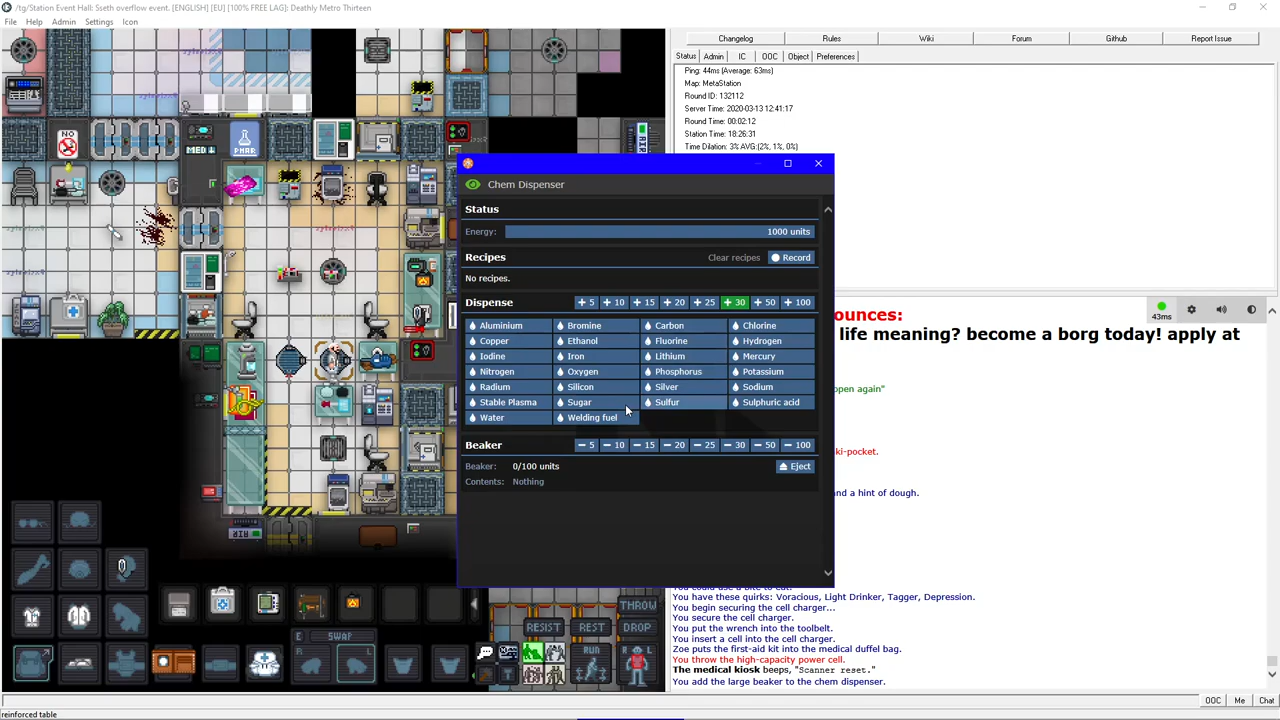 /tg/Station Event Hall: Sseth overflow event. [ENGLISH] [EU] [100% FREE LAG]: Deathly Metro Thirteen
File Help Admin Settings Icon
Changelog Rules Wiki Forum Github Report Issue
Status Admin IC OOC Object Preferences
Ping: 44ms (Average: 63ms)
Map: MetaStation
Round ID: 132112
Server Time: 2020-03-13 12:41:17
Round Time: 00:02:12
Station Time: 18:26:31
Time Dilation: 3% AVG:(2%, 1%, 0%)
NO
MED
PHAR
Chem Dispenser
Status
Energy: 1000 units
Recipes Clear recipes Record
No recipes.
Dispense +5 +10 +15 +20 +25 +30 +50 +100
Aluminium Bromine Carbon Chlorine
Copper Ethanol Fluorine Hydrogen
Iodine Iron Lithium Mercury
Nitrogen Oxygen Phosphorus Potassium
Radium Silicon Silver Sodium
Stable Plasma Sugar Sulfur Sulphuric acid
Water Welding fuel
Beaker -5 -10 -15 -20 -25 -30 -50 -100
Beaker: 0/100 units Eject
Contents: Nothing
43ms
ounces:
life meaning? become a borg today! apply at
open again"
ki-pocket.
and a hint of dough.
You have these quirks: Voracious, Light Drinker, Tagger, Depression.
You begin securing the cell charger...
You secure the cell charger.
You put the wrench into the toolbelt.
You insert a cell into the cell charger.
Zoe puts the first-aid kit into the medical duffel bag.
You throw the high-capacity power cell.
The medical kiosk beeps, "Scanner reset."
You add the large beaker to the chem dispenser.
AIR
E SWAP
R L
THROW
RESIST REST DROP
RUN
R L
OOC Me Chat
reinforced table